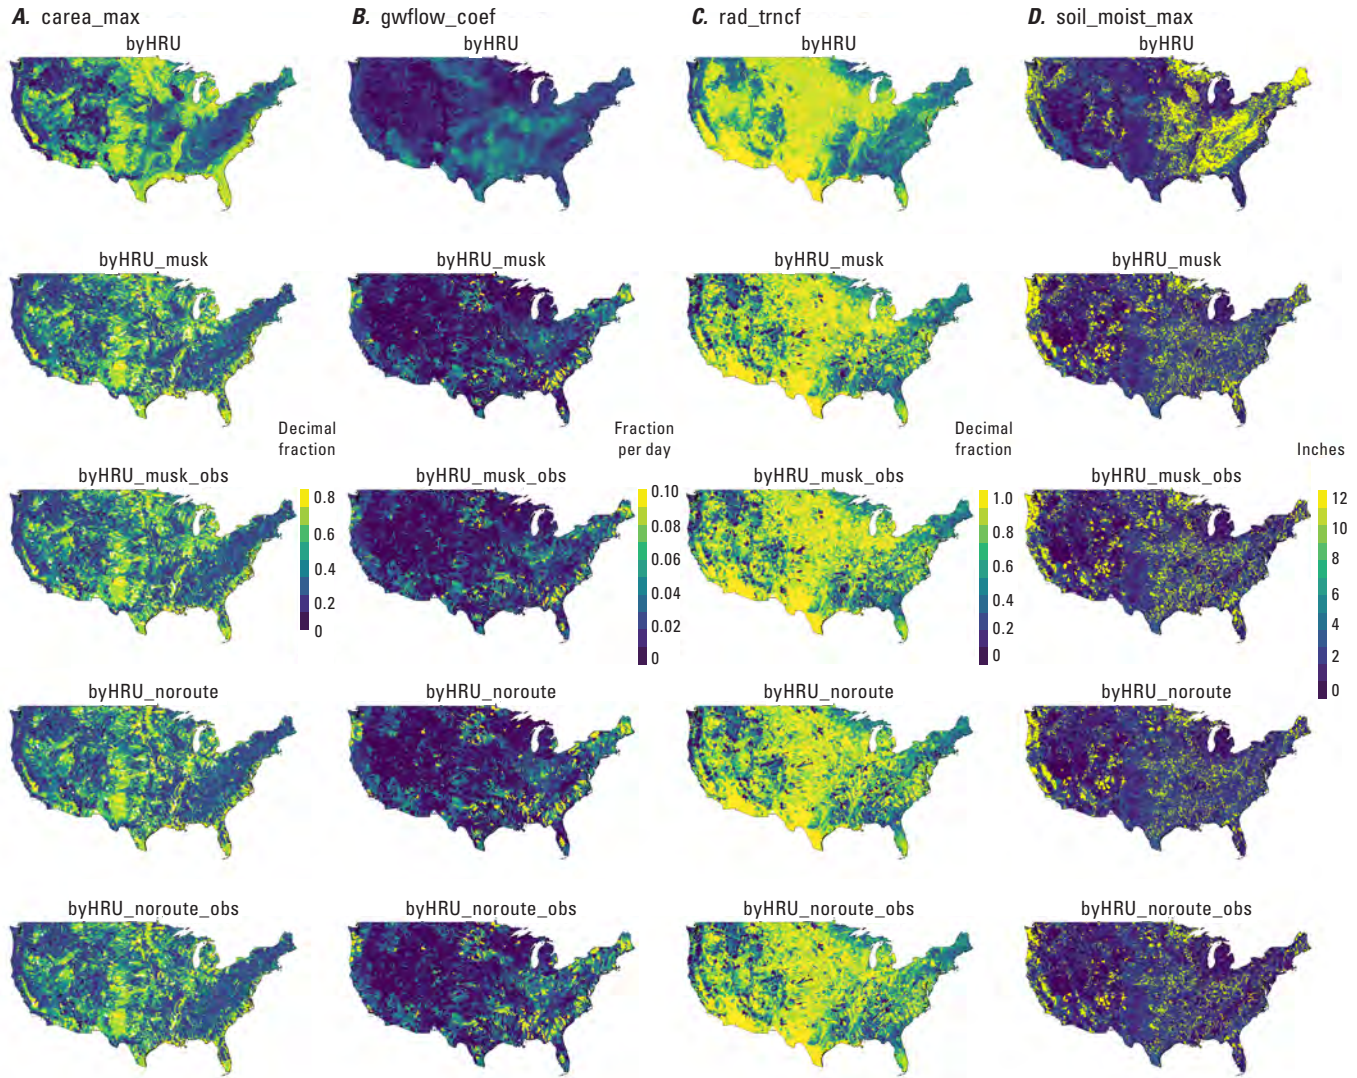 A. carea_max
B. gwflow_coef
C. rad_trncf
D. soil_moist_max
byHRU
byHRU
byHRU
byHRU
byHRU_musk
byHRU_musk
byHRU_musk
byHRU_musk
Decimal
fraction
Fraction
per day
Decimal
fraction
Inches
byHRU_musk_obs
byHRU_musk_obs
byHRU_musk_obs
byHRU_musk_obs
0.8
0.6
0.4
0.2
0
0.10
0.08
0.06
0.04
0.02
0
1.0
0.8
0.6
0.4
0.2
0
12
10
8
6
4
2
0
byHRU_noroute
byHRU_noroute
byHRU_noroute
byHRU_noroute
byHRU_noroute_obs
byHRU_noroute_obs
byHRU_noroute_obs
byHRU_noroute_obs